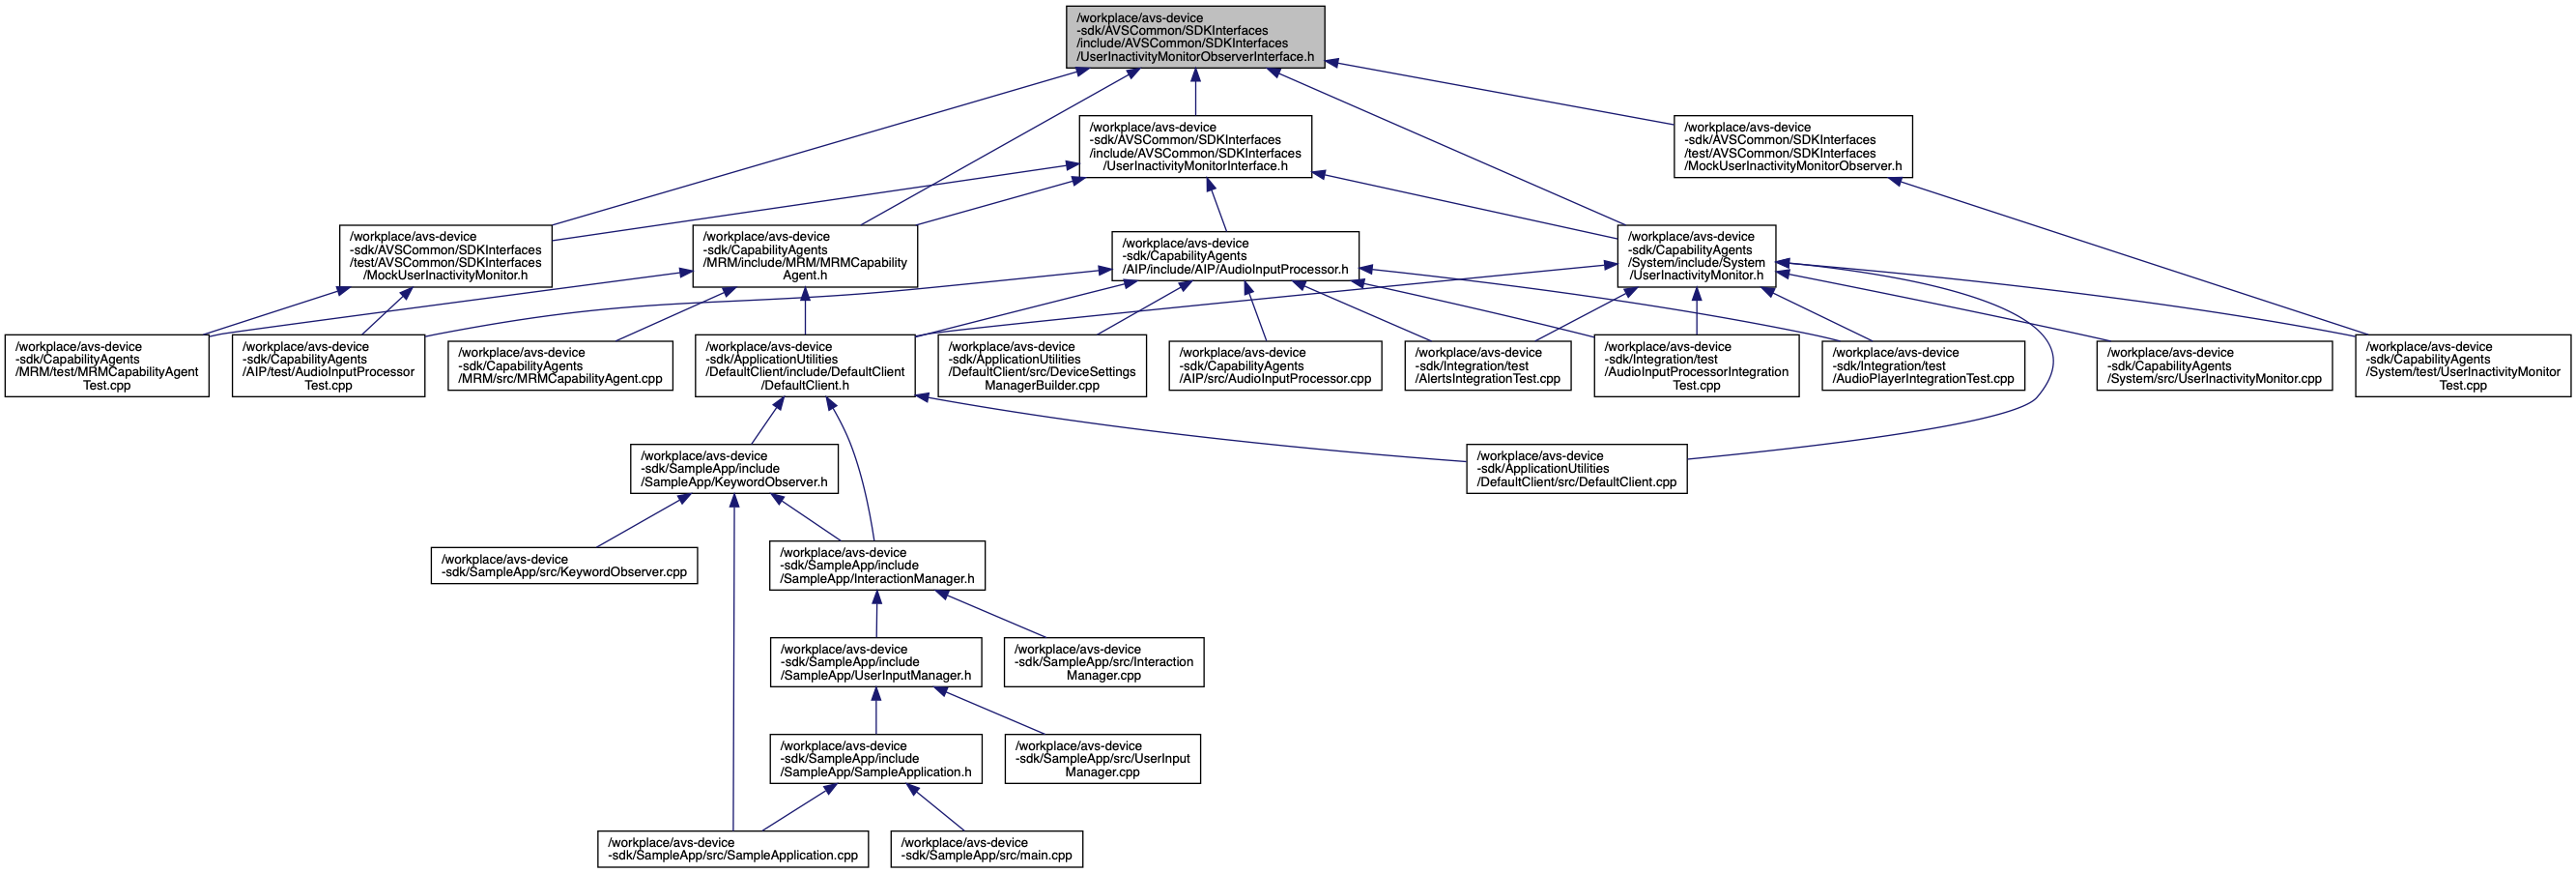 /workplace/avs-device
-sdk/AVSCommon/SDKInterfaces
/include/AVSCommon/SDKInterfaces
/UserInactivityMonitorObserverInterface.h
/workplace/avs-device
-sdk/AVSCommon/SDKInterfaces
/include/AVSCommon/SDKInterfaces
/UserInactivityMonitorInterface.h
/workplace/avs-device
-sdk/AVSCommon/SDKInterfaces
/test/AVSCommon/SDKInterfaces
/MockUserInactivityMonitorObserver.h
/workplace/avs-device
-sdk/AVSCommon/SDKInterfaces
/test/AVSCommon/SDKInterfaces
/MockUserInactivityMonitor.h
/workplace/avs-device
-sdk/CapabilityAgents
/MRM/include/MRM/MRMCapability
Agent.h
/workplace/avs-device
-sdk/CapabilityAgents
/AIP/include/AIP/AudioInputProcessor.h
/workplace/avs-device
-sdk/CapabilityAgents
/System/include/System
/UserInactivityMonitor.h
/workplace/avs-device
-sdk/CapabilityAgents
/MRM/test/MRMCapabilityAgent
Test.cpp
/workplace/avs-device
-sdk/CapabilityAgents
/AIP/test/AudioInputProcessor
Test.cpp
/workplace/avs-device
-sdk/CapabilityAgents
/MRM/src/MRMCapabilityAgent.cpp
/workplace/avs-device
-sdk/ApplicationUtilities
/DefaultClient/include/DefaultClient
/DefaultClient.h
/workplace/avs-device
-sdk/ApplicationUtilities
/DefaultClient/src/DeviceSettings
ManagerBuilder.cpp
/workplace/avs-device
-sdk/CapabilityAgents
/AIP/src/AudioInputProcessor.cpp
/workplace/avs-device
-sdk/Integration/test
/AlertsIntegrationTest.cpp
/workplace/avs-device
-sdk/Integration/test
/AudioInputProcessorIntegration
Test.cpp
/workplace/avs-device
-sdk/Integration/test
/AudioPlayerIntegrationTest.cpp
/workplace/avs-device
-sdk/CapabilityAgents
/System/src/UserInactivityMonitor.cpp
/workplace/avs-device
-sdk/CapabilityAgents
/System/test/UserInactivityMonitor
Test.cpp
/workplace/avs-device
-sdk/SampleApp/include
/SampleApp/KeywordObserver.h
/workplace/avs-device
-sdk/ApplicationUtilities
/DefaultClient/src/DefaultClient.cpp
/workplace/avs-device
-sdk/SampleApp/src/KeywordObserver.cpp
/workplace/avs-device
-sdk/SampleApp/include
/SampleApp/InteractionManager.h
/workplace/avs-device
-sdk/SampleApp/include
/SampleApp/UserInputManager.h
/workplace/avs-device
-sdk/SampleApp/src/Interaction
Manager.cpp
/workplace/avs-device
-sdk/SampleApp/include
/SampleApp/SampleApplication.h
/workplace/avs-device
-sdk/SampleApp/src/UserInput
Manager.cpp
/workplace/avs-device
-sdk/SampleApp/src/SampleApplication.cpp
/workplace/avs-device
-sdk/SampleApp/src/main.cpp